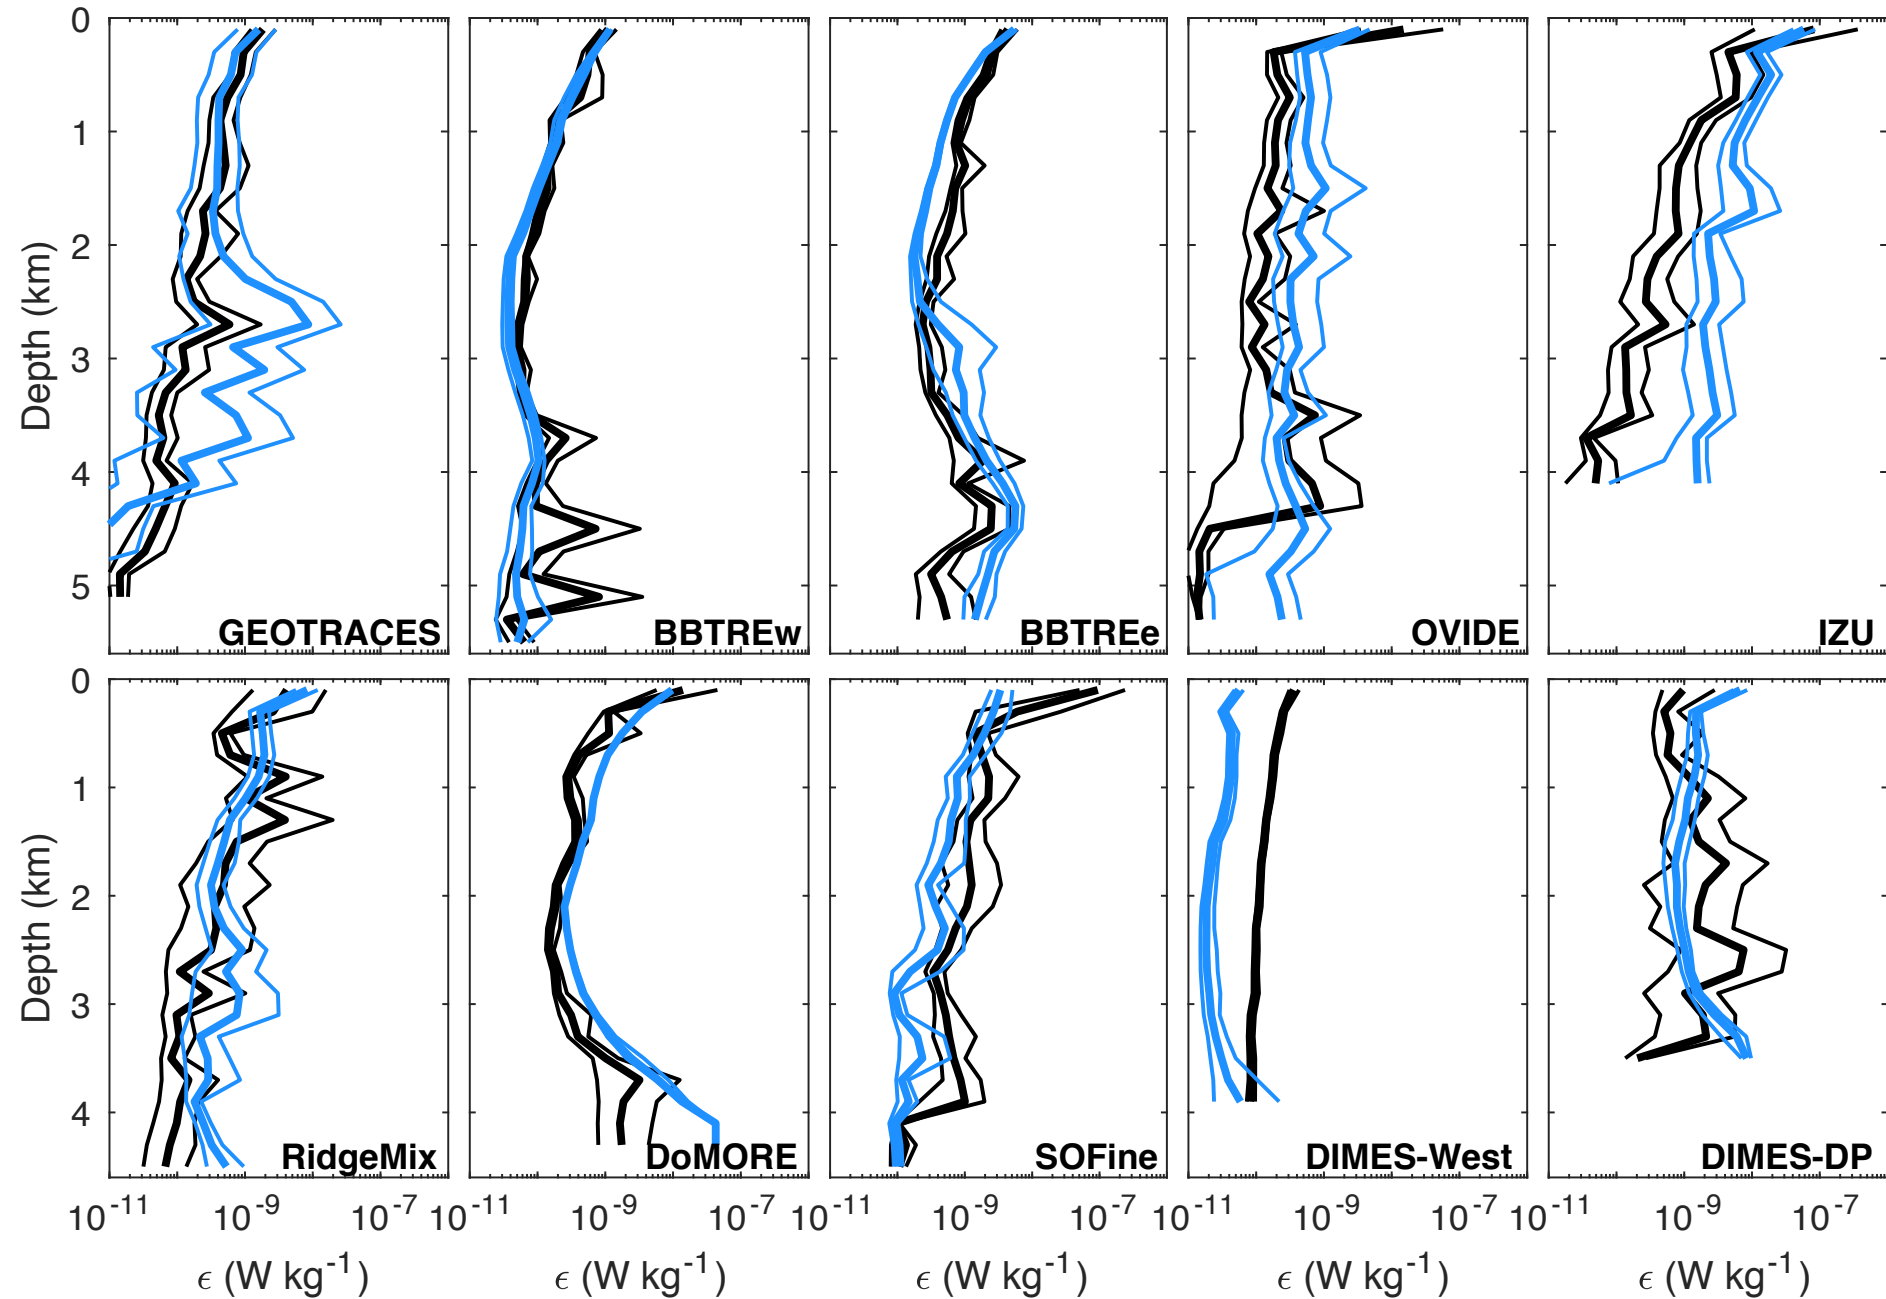 0
1
2
3
4
5
Depth (km)
GEOTRACES
BBTREw
BBTREe
OVIDE
IZU
0
1
2
3
4
Depth (km)
RidgeMix
DoMORE
SOFine
DIMES-West
DIMES-DP
10⁻¹¹ 10⁻⁹ 10⁻⁷ 10⁻¹¹ 10⁻⁹ 10⁻⁷ 10⁻¹¹ 10⁻⁹ 10⁻⁷ 10⁻¹¹ 10⁻⁹ 10⁻⁷ 10⁻¹¹ 10⁻⁹ 10⁻⁷
ϵ (W kg⁻¹) ϵ (W kg⁻¹) ϵ (W kg⁻¹) ϵ (W kg⁻¹) ϵ (W kg⁻¹)